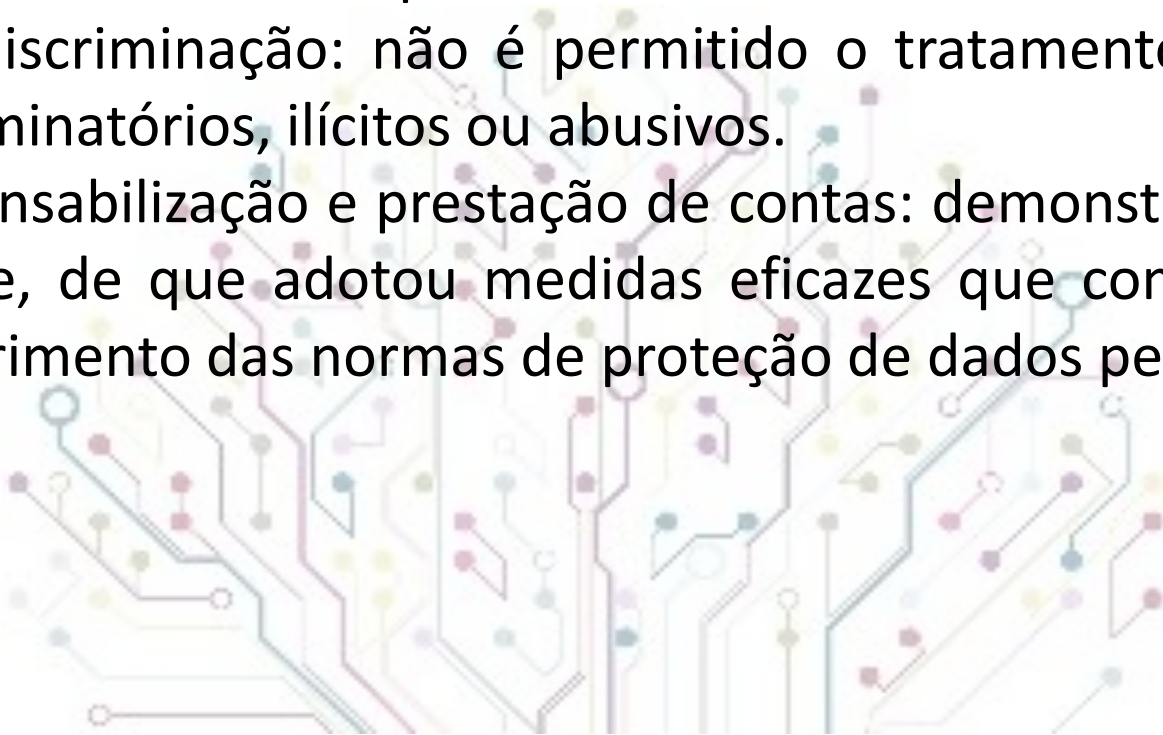 iscriminação: não é permitido o tratament
minatórios, ilícitos ou abusivos.
nsabilização e prestação de contas: demonst
e, de que adotou medidas eficazes que con
rimento das normas de proteção de dados pe